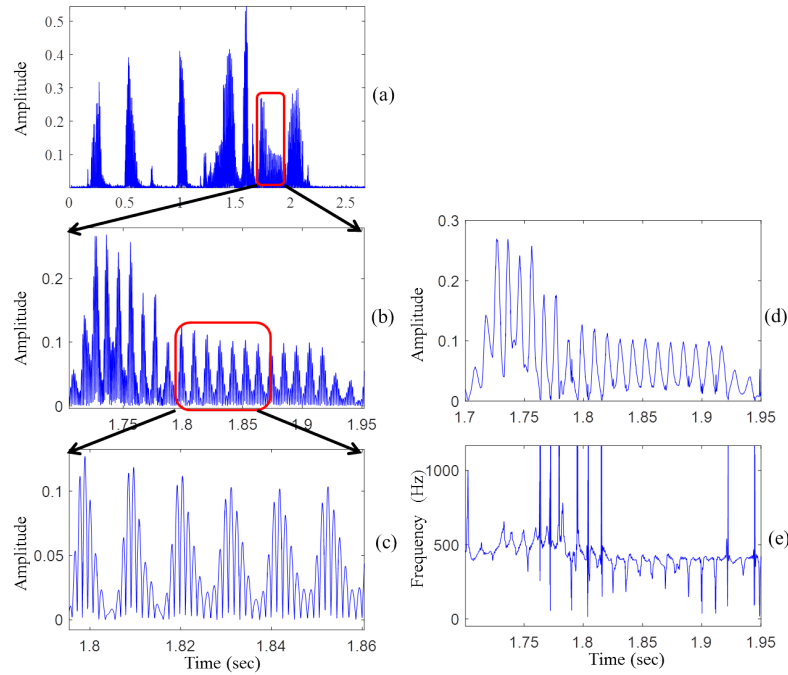 0.5
0.4
0.3
0.2
0.1
0
Amplitude
(a)
0 0.5 1 1.5 2 2.5
0.2
0.1
0
Amplitude
(b)
1.75 1.8 1.85 1.9 1.95
0.3
0.2
0.1
0
Amplitude
(d)
1.7 1.75 1.8 1.85 1.9 1.95
0.1
0.05
0
Amplitude
(c)
1.8 1.82 1.84 1.86
Time (sec)
1000
500
0
Frequency (Hz)
(e)
1.75 1.8 1.85 1.9 1.95
Time (sec)